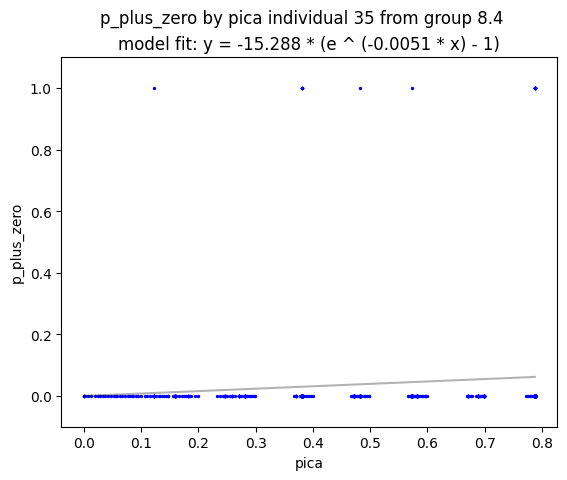 p_plus_zero by pica individual 35 from group 8.4
model fit: y = -15.288 * (e ^ (-0.0051 * x) - 1)
1.0
0.8
0.6
0.4
0.2
0.0
p_plus_zero
0.0 0.1 0.2 0.3 0.4 0.5 0.6 0.7 0.8
pica